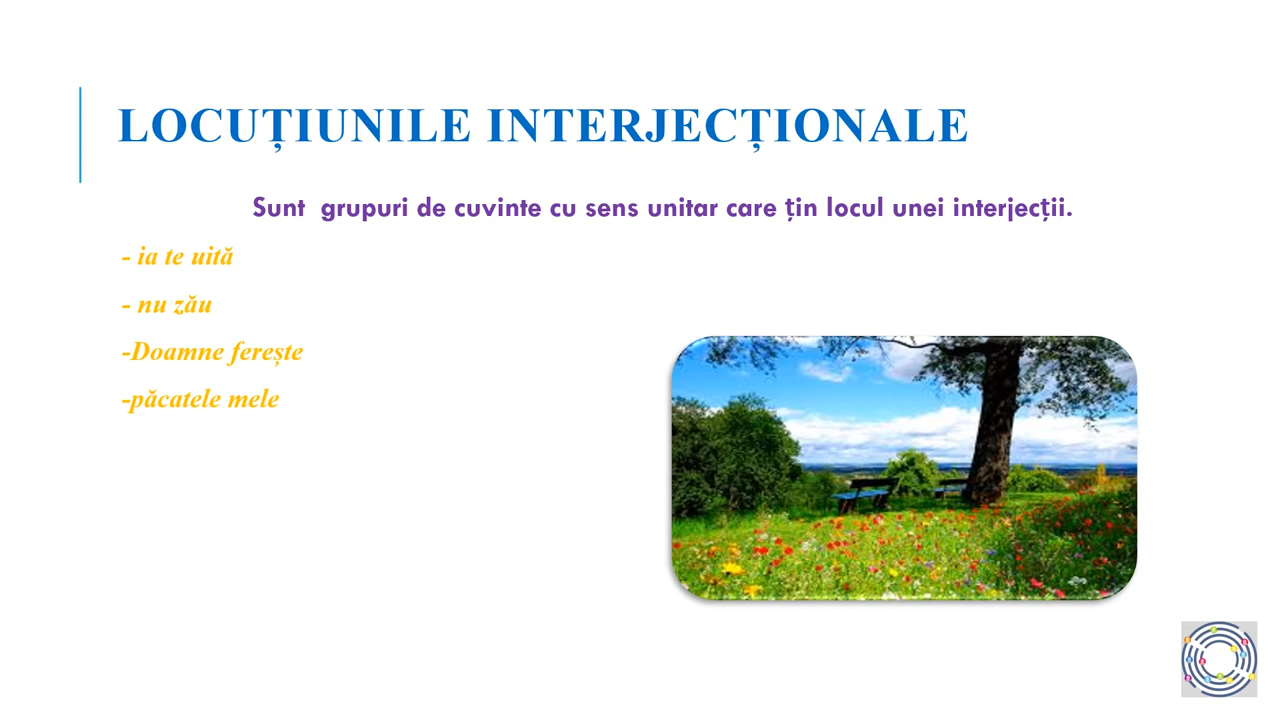 LOCUȚIUNILE INTERJECȚIONALE
Sunt  grupuri de cuvinte cu sens unitar care țin locul unei interjecții.
- ia te uită
- nu zău
-Doamne ferește
-păcatele mele